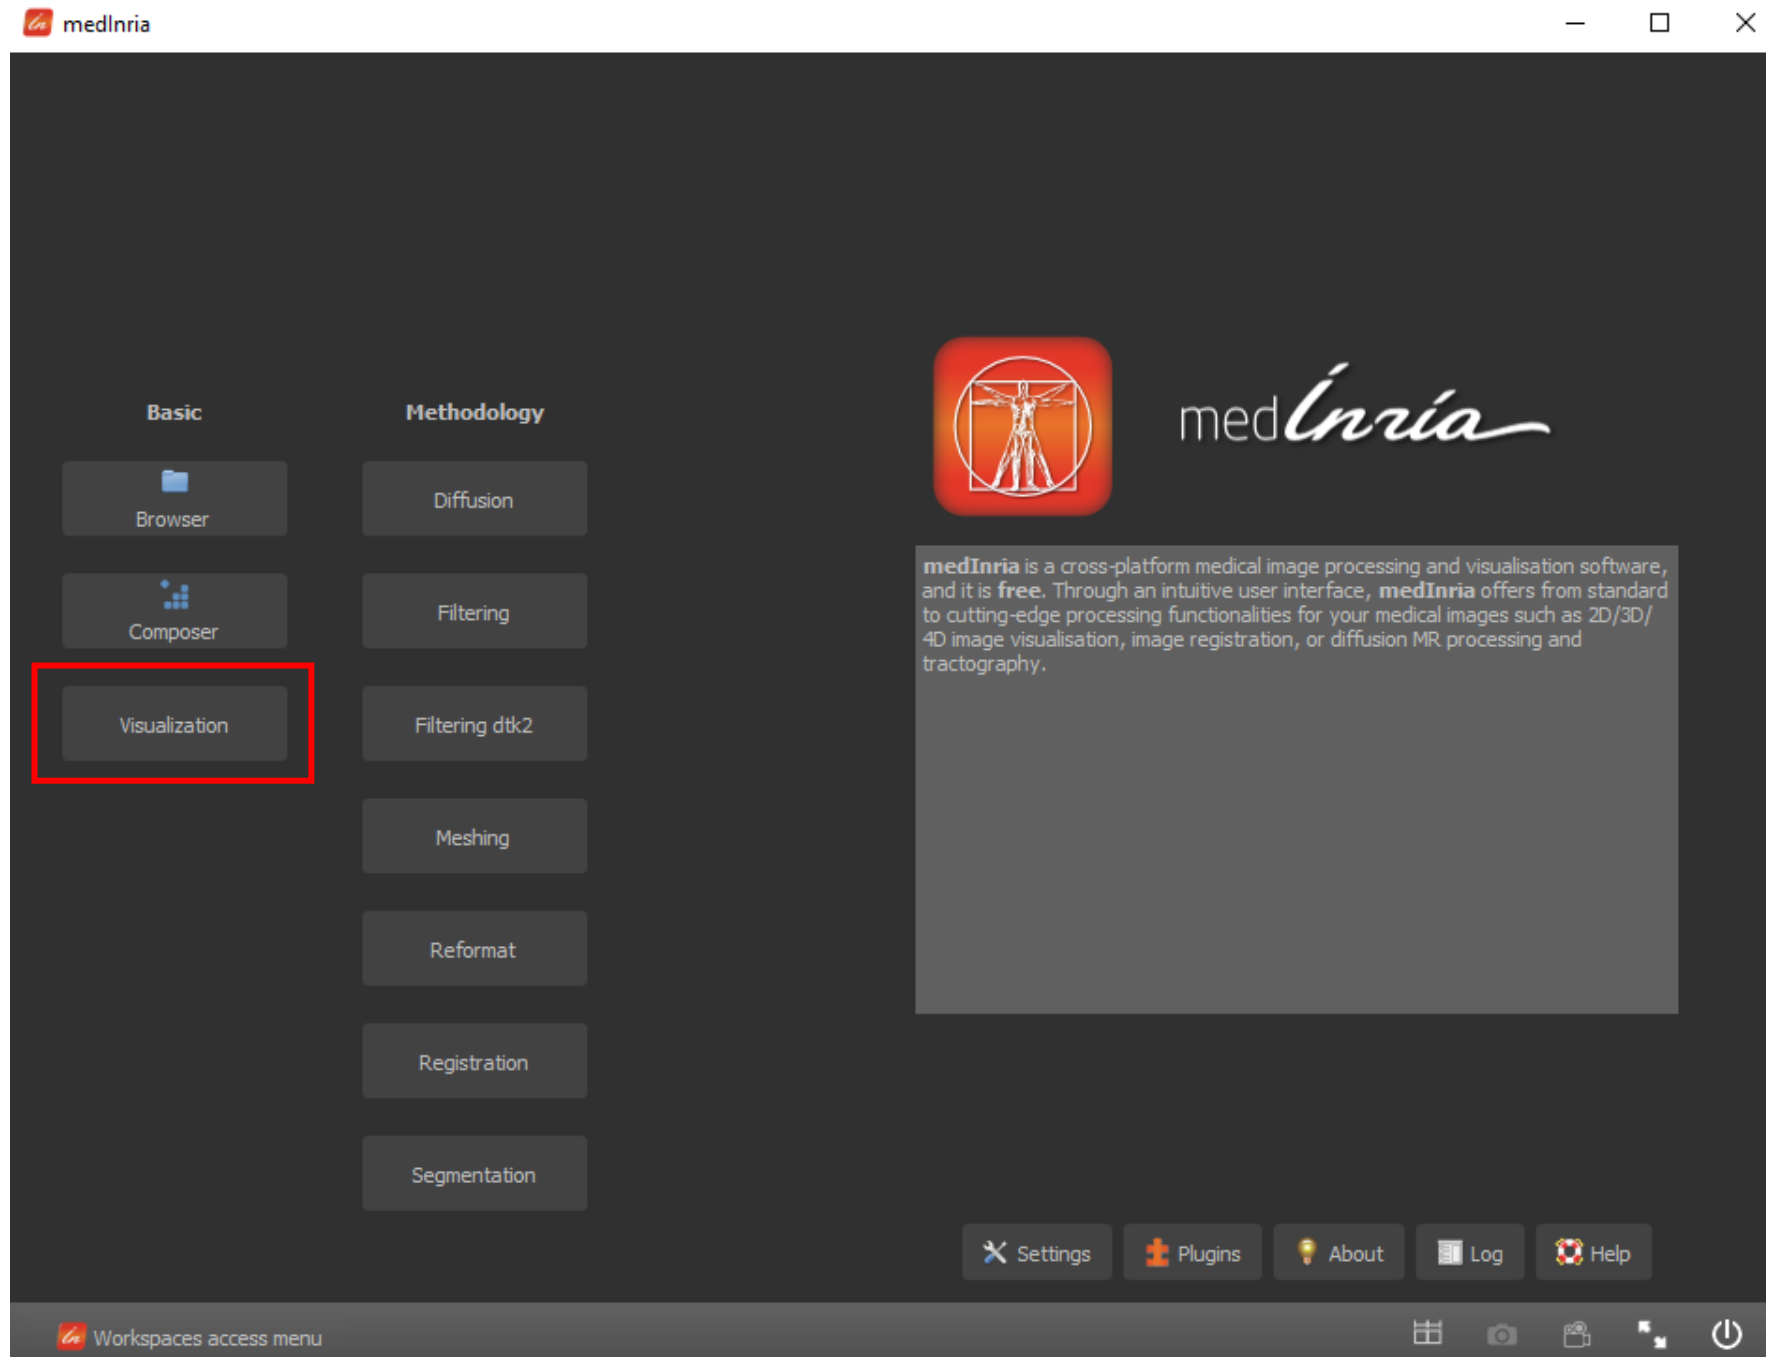 medInria
Basic
Methodology
Browser
Diffusion
Composer
Filtering
Visualization
Filtering dtk2
Meshing
Reformat
Registration
Segmentation
medInria
medInria is a cross-platform medical image processing and visualisation software,
and it is free. Through an intuitive user interface, medInria offers from standard
to cutting-edge processing functionalities for your medical images such as 2D/3D/
4D image visualisation, image registration, or diffusion MR processing and
tractography.
Settings
Plugins
About
Log
Help
Workspaces access menu